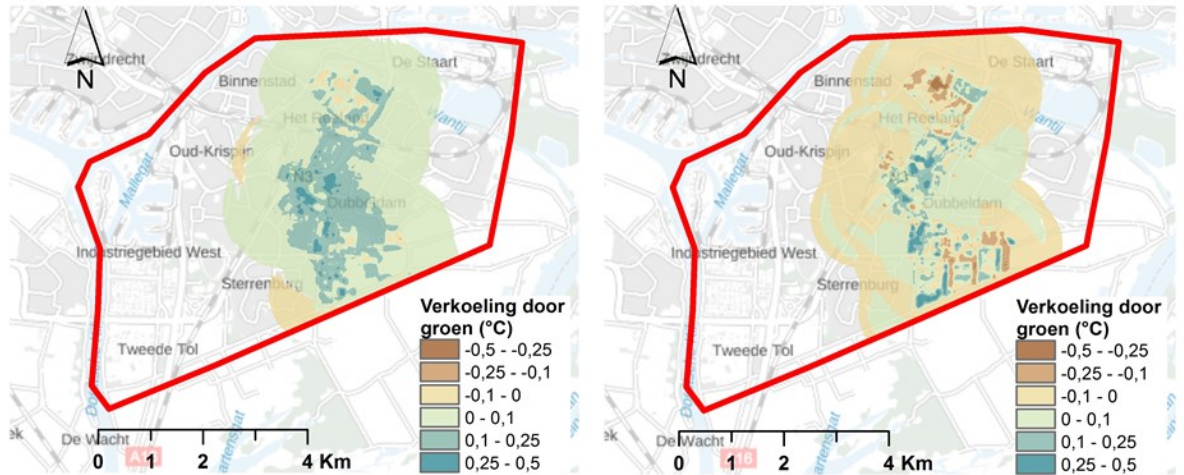 Zwijndrecht
N
Binnenstad
De Staart
Wantij
Het Reeland
Oud-Krispijn
Mallegat
N3
Dubbeldam
Industriegebied West
Sterrenburg
Tweede Tol
De Wacht
Verkoeling door
groen (°C)
-0,5 - -0,25
-0,25 - -0,1
-0,1 - 0
0 - 0,1
0,1 - 0,25
0,25 - 0,5
0 1 2 4 Km
N
Binnenstad
De Staart
Wantij
Het Reeland
Oud-Krispijn
Mallegat
Dubbeldam
Industriegebied West
Sterrenburg
Tweede Tol
De Wacht
A16
Verkoeling door
groen (°C)
-0,5 - -0,25
-0,25 - -0,1
-0,1 - 0
0 - 0,1
0,1 - 0,25
0,25 - 0,5
0 1 2 4 Km